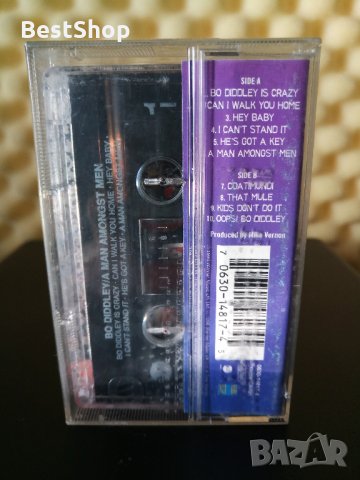 BestShop
SIDE A
1. BO DIDDLEY IS CRAZY
CAN I WALK YOU HOME
3. HEY BABY
4. I CAN'T STAND IT
5. HE'S GOT A KEY
A MAN AMONGST MEN
SIDE B
7. COATIMUNDI
8. THAT MULE
9. KIDS DON'T DO IT
10. OOPS! BO DIDDLEY
Produced by Mike Vernon
7 0630-14817-4 5
BO DIDDLEY/A MAN AMONGST MEN
BO DIDDLEY IS CRAZY · CAN I WALK YOU HOME · HEY BABY ·
I CAN'T STAND IT · HE'S GOT A KEY · A MAN AMONGST MEN
BAZAR